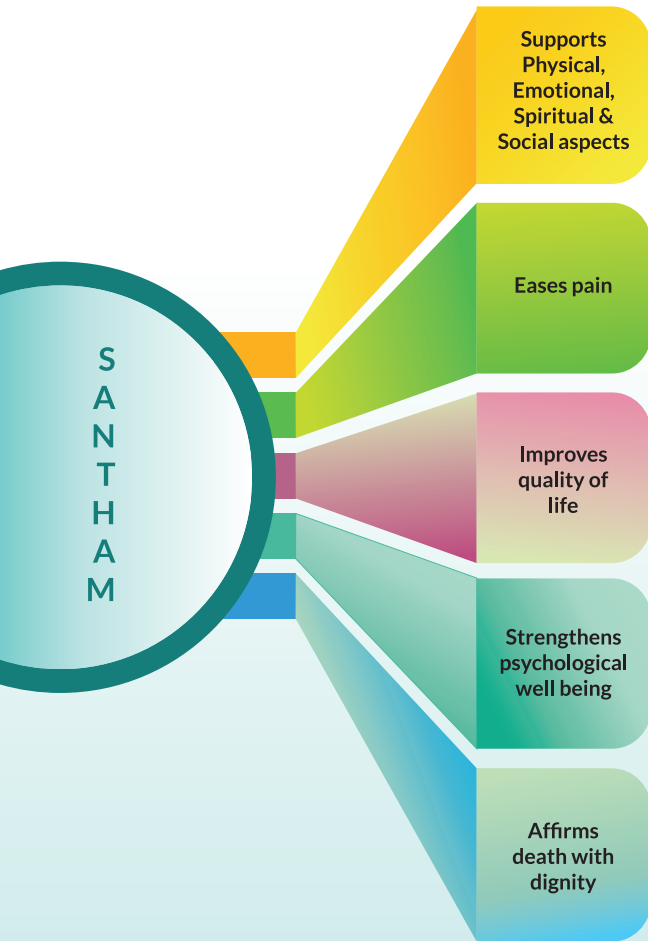 SANTHAM
Supports
Physical,
Emotional,
Spiritual &
Social aspects
Eases pain
Improves
quality of
life
Strengthens
psychological
well being
Affirms
death with
dignity